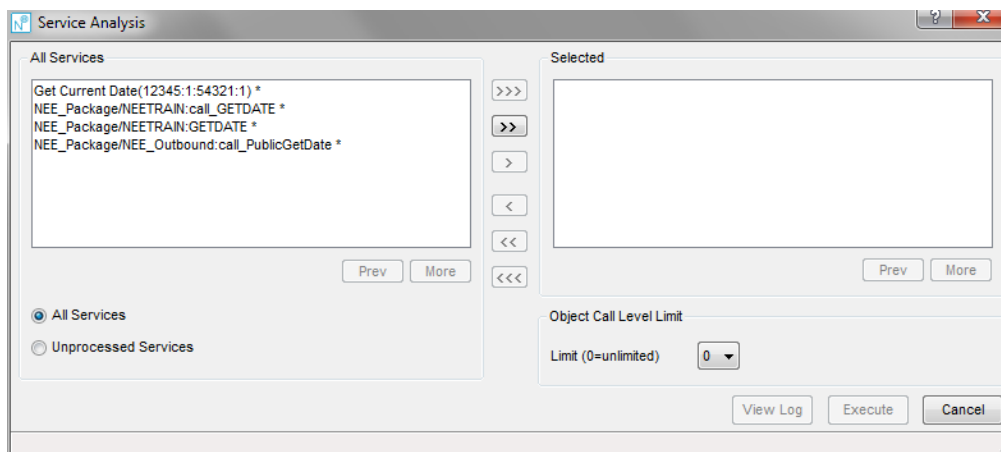 Service Analysis
All Services
Selected
Get Current Date(12345:1:54321:1) *
NEE_Package/NEETRAIN:call_GETDATE *
NEE_Package/NEETRAIN:GETDATE *
NEE_Package/NEE_Outbound:call_PublicGetDate *
>>>
>>
>
<
<<
<<<
Prev More
Prev More
All Services
Unprocessed Services
Object Call Level Limit
Limit (0=unlimited) 0
View Log Execute Cancel